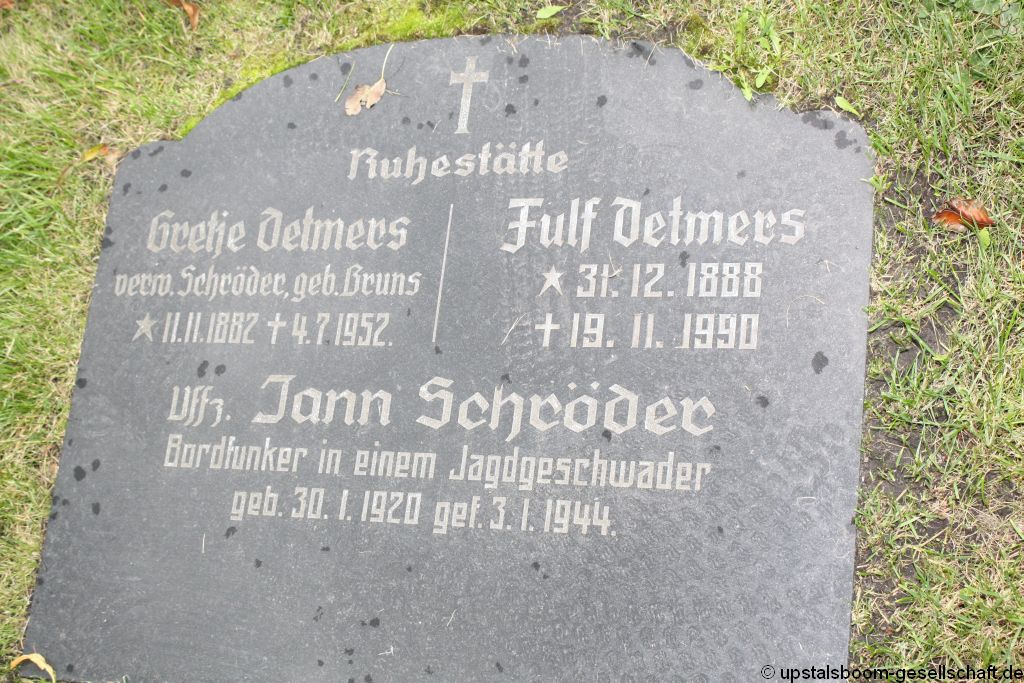 Ruhestätte
Gretje Detmers
verw. Schröder, geb. Bruns
★ 11.11.1882 ✝ 4.7.1952.
Fulf Detmers
★ 31. 12. 1888
✝ 19. 11. 1990
Uffz. Jann Schröder
Bordfunker in einem Jagdgeschwader
geb. 30. 1. 1920 gef. 3. 1. 1944.
© upstalsboom-gesellschaft.de